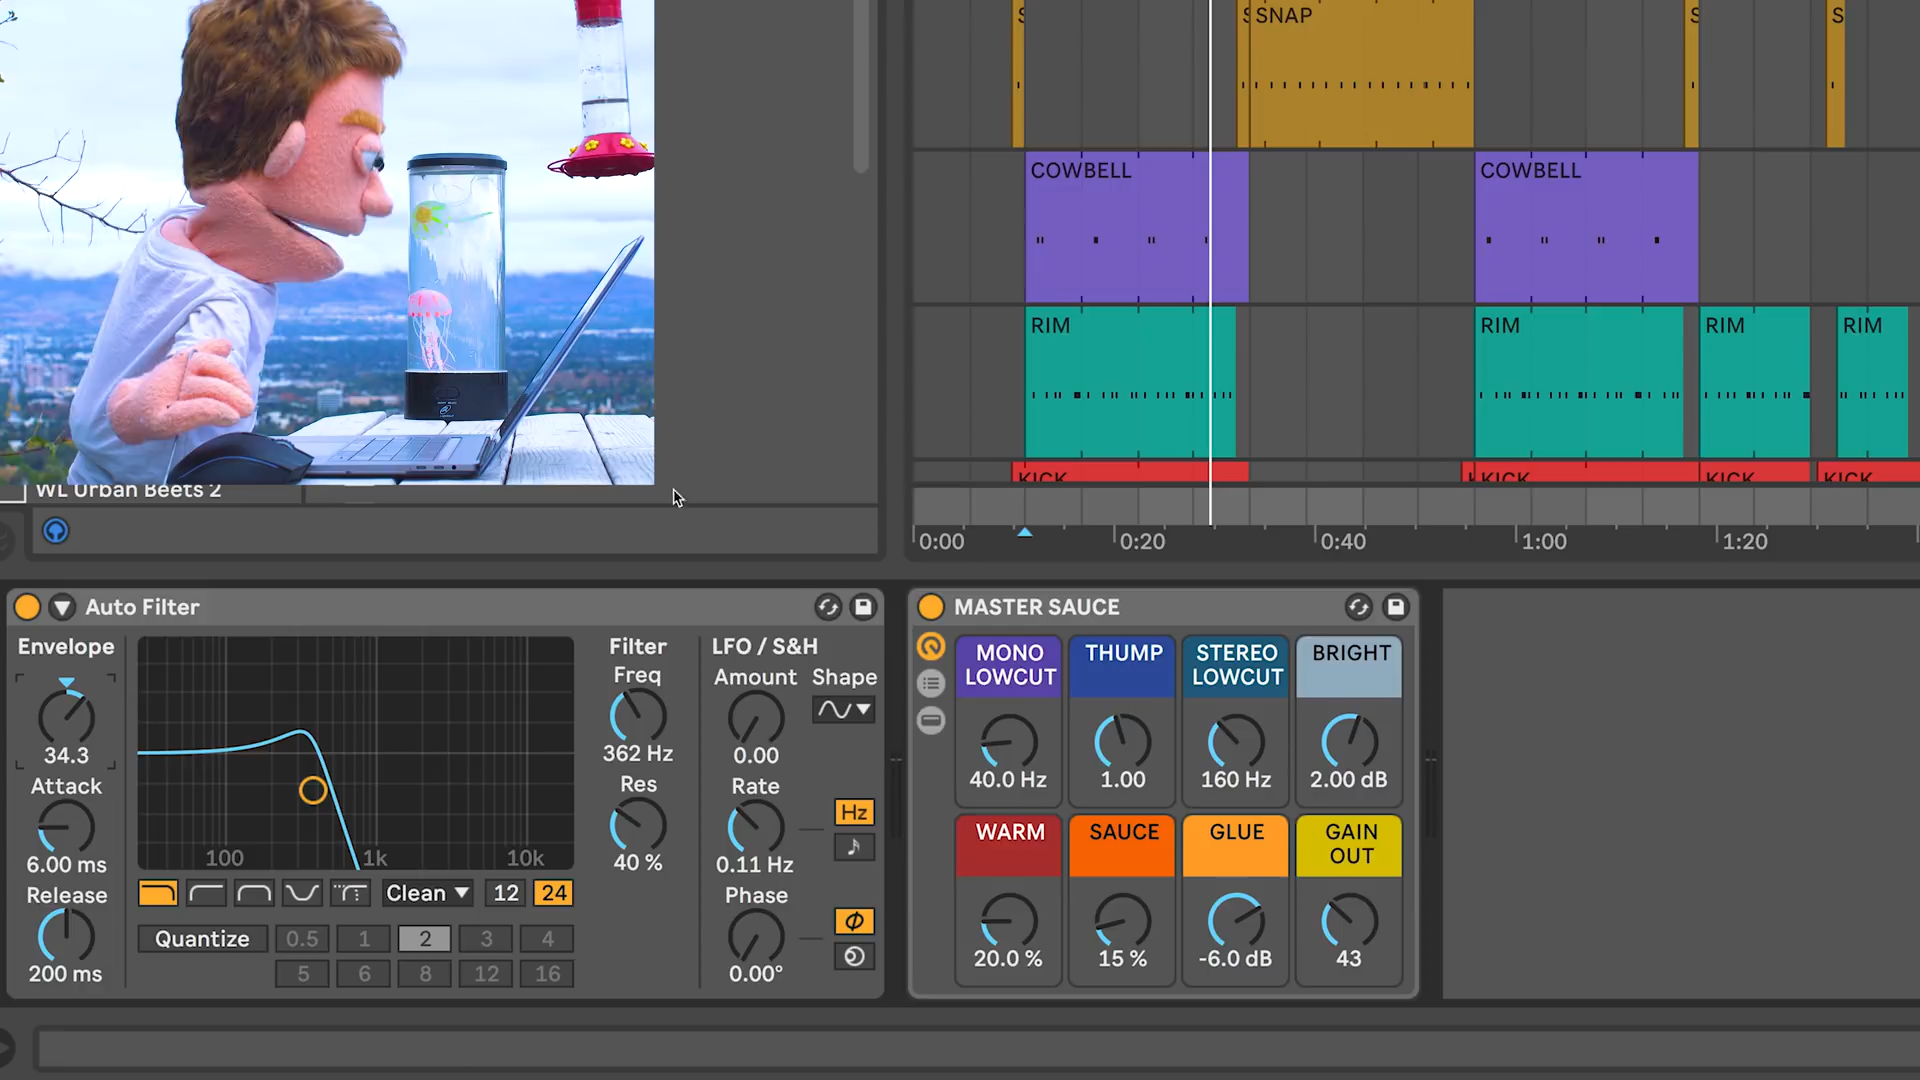 S
S
SNAP
S
S
COWBELL
COWBELL
RIM
RIM
RIM
RIM
KICK
KICK
KICK
KICK
WL Urban Beets 2
0:00
0:20
0:40
1:00
1:20
Auto Filter
Envelope
34.3
Attack
6.00 ms
Release
200 ms
100
1k
10k
Clean
12
24
Quantize
0.5
1
2
3
4
5
6
8
12
16
Filter
Freq
362 Hz
Res
40 %
LFO / S&H
Amount
Shape
0.00
Rate
Hz
0.11 Hz
Phase
0.00°
MASTER SAUCE
MONO
LOWCUT
THUMP
STEREO
LOWCUT
BRIGHT
40.0 Hz
1.00
160 Hz
2.00 dB
WARM
SAUCE
GLUE
GAIN
OUT
20.0 %
15 %
-6.0 dB
43